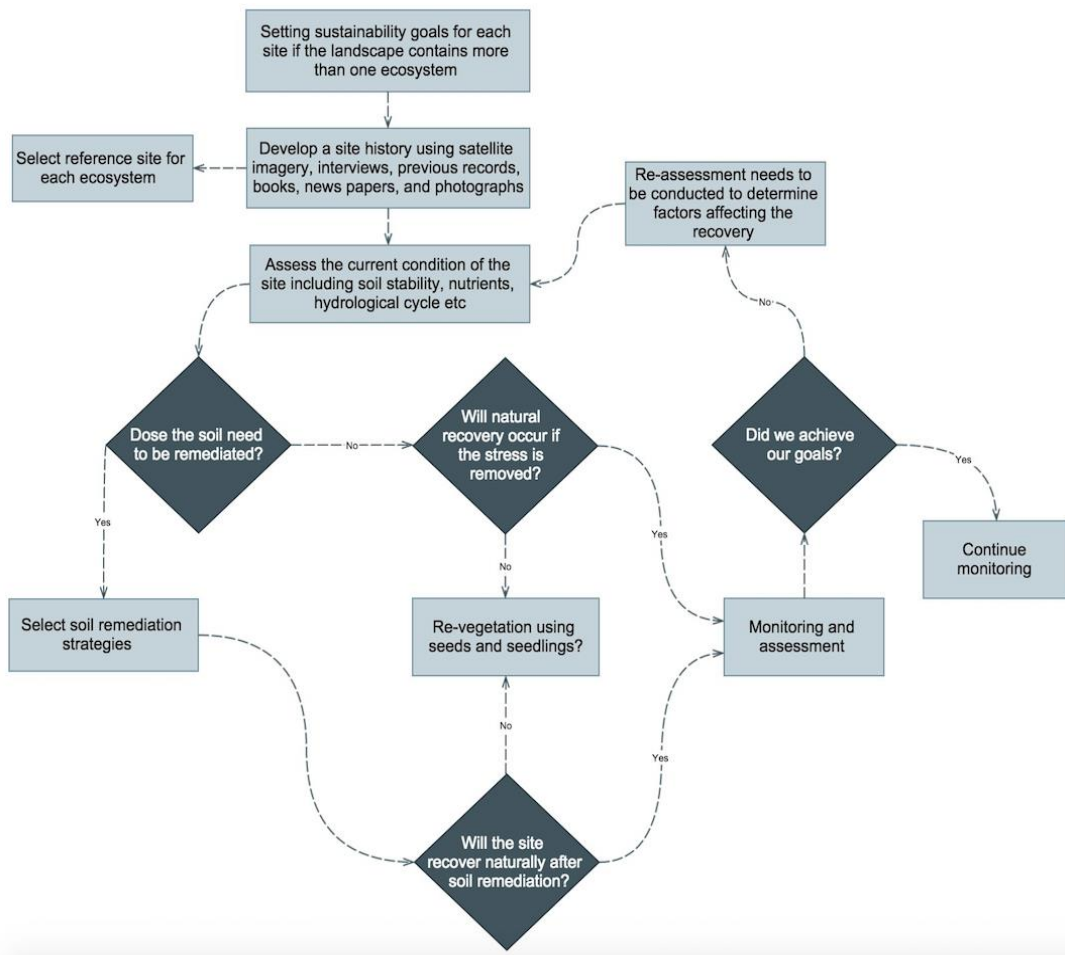 Setting sustainability goals for each
site if the landscape contains more
than one ecosystem
Select reference site for
each ecosystem
Develop a site history using satellite
imagery, interviews, previous records,
books, news papers, and photographs
Re-assessment needs to
be conducted to determine
factors affecting the
recovery
Assess the current condition of the
site including soil stability, nutrients,
hydrological cycle etc
No
Dose the soil need
to be remediated?
No
Will natural
recovery occur if
the stress is
removed?
Did we achieve
our goals?
Yes
Yes
No
Yes
Continue
monitoring
Select soil remediation
strategies
Re-vegetation using
seeds and seedlings?
Monitoring and
assessment
No
Yes
Will the site
recover naturally after
soil remediation?